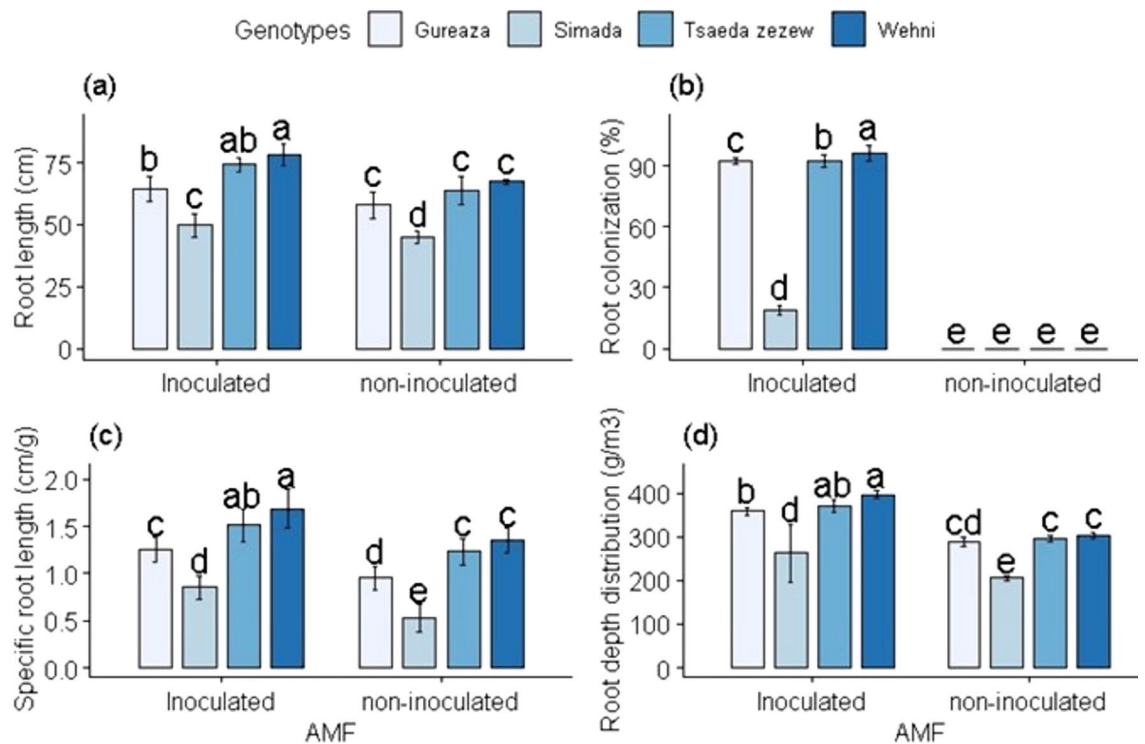 Genotypes Gureaza Simada Tsaeda zezew Wehni
(a)
Root length (cm)
75
50
25
0
b c ab a c d c c
Inoculated non-inoculated
(b)
Root colonization (%)
90
60
30
0
c d b a e e e e
Inoculated non-inoculated
(c)
Specific root length (cm/g)
2.0
1.5
1.0
0.5
0.0
c d ab a d e c c
Inoculated non-inoculated
AMF
(d)
Root depth distribution (g/m3)
400
300
200
100
0
b d ab a cd e c c
Inoculated non-inoculated
AMF